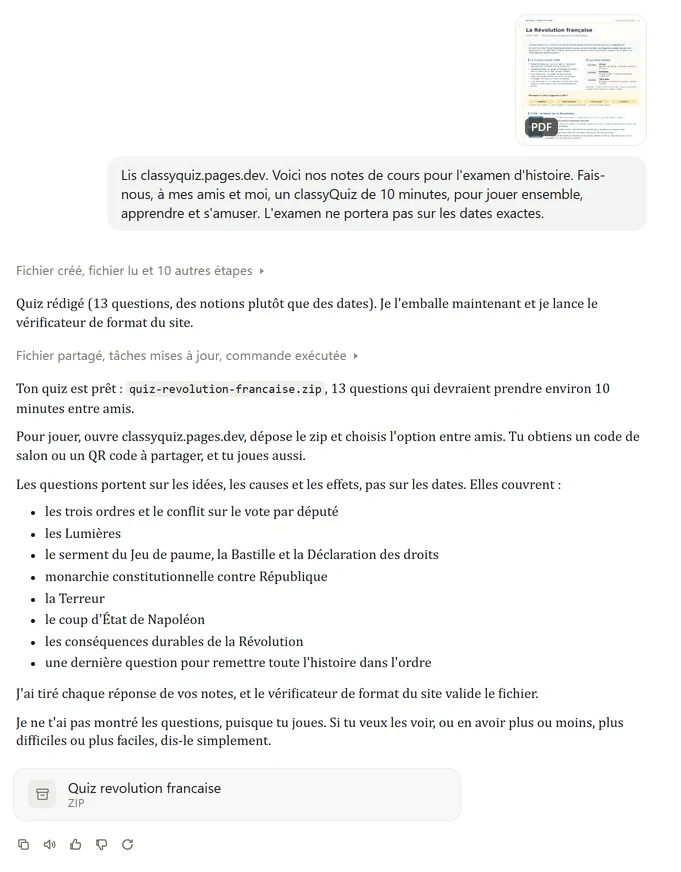 La Révolution française
PDF
Lis classyquiz.pages.dev. Voici nos notes de cours pour l'examen d'histoire. Fais-
nous, à mes amis et moi, un classyQuiz de 10 minutes, pour jouer ensemble,
apprendre et s'amuser. L'examen ne portera pas sur les dates exactes.
Fichier créé, fichier lu et 10 autres étapes
Quiz rédigé (13 questions, des notions plutôt que des dates). Je l'emballe maintenant et je lance le
vérificateur de format du site.
Fichier partagé, tâches mises à jour, commande exécutée
Ton quiz est prêt : quiz-revolution-francaise.zip, 13 questions qui devraient prendre environ 10
minutes entre amis.
Pour jouer, ouvre classyquiz.pages.dev, dépose le zip et choisis l'option entre amis. Tu obtiens un code de
salon ou un QR code à partager, et tu joues aussi.
Les questions portent sur les idées, les causes et les effets, pas sur les dates. Elles couvrent :
• les trois ordres et le conflit sur le vote par député
• les Lumières
• le serment du Jeu de paume, la Bastille et la Déclaration des droits
• monarchie constitutionnelle contre République
• la Terreur
• le coup d'État de Napoléon
• les conséquences durables de la Révolution
• une dernière question pour remettre toute l'histoire dans l'ordre
J'ai tiré chaque réponse de vos notes, et le vérificateur de format du site valide le fichier.
Je ne t'ai pas montré les questions, puisque tu joues. Si tu veux les voir, ou en avoir plus ou moins, plus
difficiles ou plus faciles, dis-le simplement.
Quiz revolution francaise
ZIP